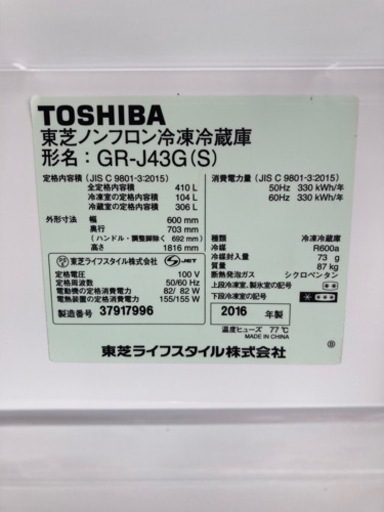 TOSHIBA
東芝ノンフロン冷凍冷蔵庫
形名：GR-J43G(S)
定格内容積（JIS C 9801-3:2015）
全定格内容積 410 L
冷凍室の定格内容積 104 L
冷蔵室の定格内容積 306 L
外形寸法 幅 600 mm
奥行 703 mm
（ハンドル・調整脚除く 692 mm）
高さ 1816 mm
消費電力量（JIS C 9801-3:2015）
50Hz 330 kWh/年
60Hz 330 kWh/年
東芝ライフスタイル株式会社 S-JET
定格電圧 100 V
定格周波数 50/60 Hz
電動機の定格消費電力 82/ 82 W
電熱装置の定格消費電力 155/155 W
製造番号 37917996
種類 冷凍冷蔵庫
冷媒 R600a
冷媒封入量 73 g
質量 87 kg
断熱発泡ガス シクロペンタン
上段冷凍室、製氷室の記号
下段冷凍室の記号
2016 年製
温度ヒューズ 77℃
MADE IN CHINA
東芝ライフスタイル株式会社